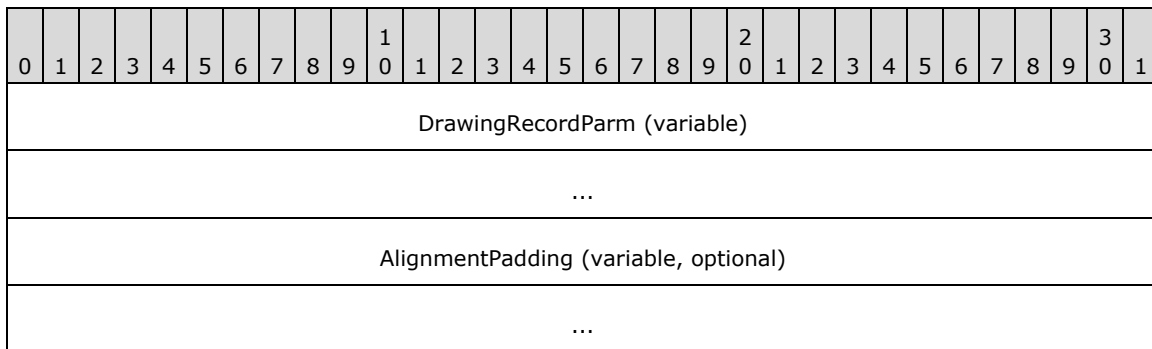 1 2 3
0 1 2 3 4 5 6 7 8 9 0 1 2 3 4 5 6 7 8 9 0 1 2 3 4 5 6 7 8 9 0 1
DrawingRecordParm (variable)
...
AlignmentPadding (variable, optional)
...